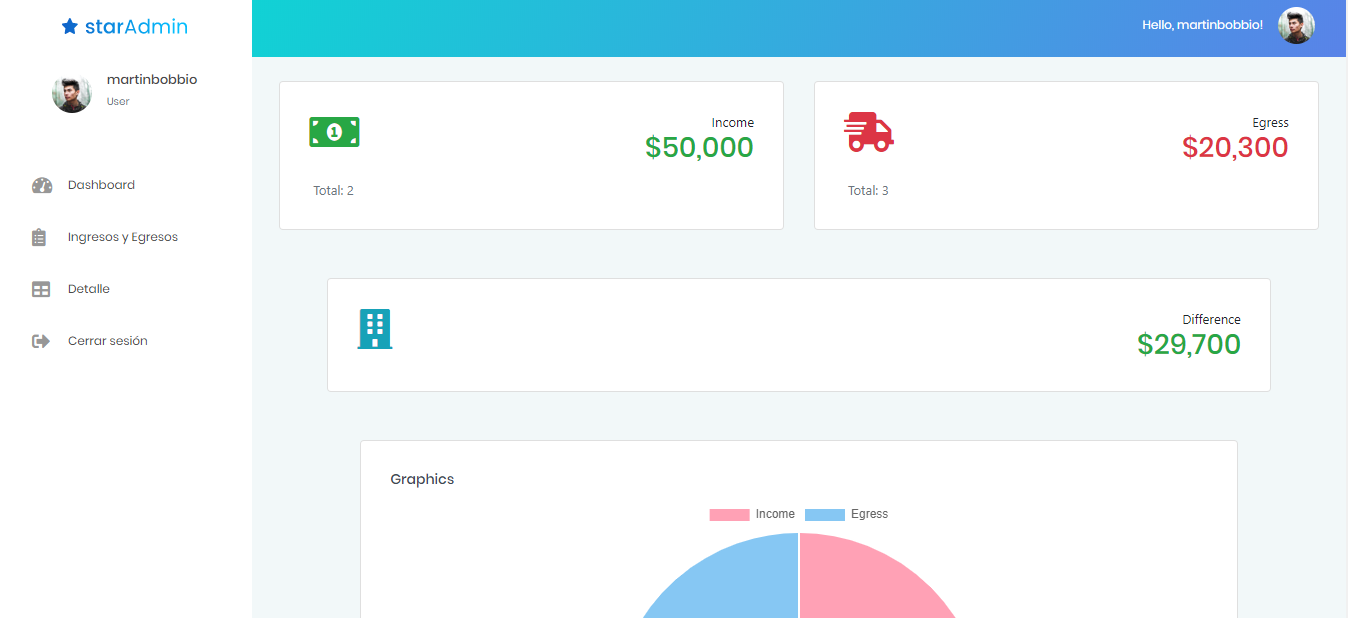 starAdmin
Hello, martinbobbio!
martinbobbio
User
Dashboard
Ingresos y Egresos
Detalle
Cerrar sesión
1
Income
$50,000
Total: 2
Egress
$20,300
Total: 3
Difference
$29,700
Graphics
Income Egress